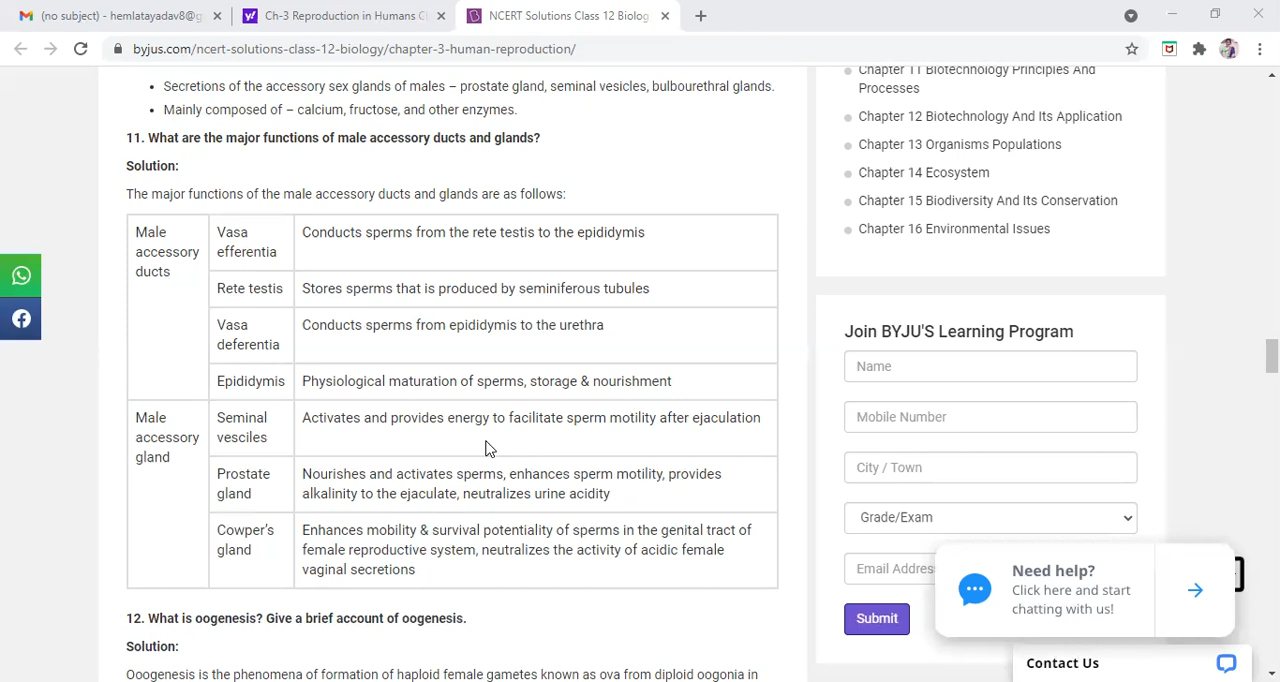 (no subject) - hemlatayadav8@g
Ch-3 Reproduction in Humans C
NCERT Solutions Class 12 Biolog
byjus.com/ncert-solutions-class-12-biology/chapter-3-human-reproduction/
Secretions of the accessory sex glands of males – prostate gland, seminal vesicles, bulbourethral glands.
Mainly composed of – calcium, fructose, and other enzymes.
11. What are the major functions of male accessory ducts and glands?
Solution:
The major functions of the male accessory ducts and glands are as follows:
Male
accessory
ducts
Vasa
efferentia
Conducts sperms from the rete testis to the epididymis
Rete testis
Stores sperms that is produced by seminiferous tubules
Vasa
deferentia
Conducts sperms from epididymis to the urethra
Epididymis
Physiological maturation of sperms, storage & nourishment
Male
accessory
gland
Seminal
vesciles
Activates and provides energy to facilitate sperm motility after ejaculation
Prostate
gland
Nourishes and activates sperms, enhances sperm motility, provides
alkalinity to the ejaculate, neutralizes urine acidity
Cowper's
gland
Enhances mobility & survival potentiality of sperms in the genital tract of
female reproductive system, neutralizes the activity of acidic female
vaginal secretions
12. What is oogenesis? Give a brief account of oogenesis.
Solution:
Ooogenesis is the phenomena of formation of haploid female gametes known as ova from diploid oogonia in
Chapter 11 Biotechnology Principles And
Processes
Chapter 12 Biotechnology And Its Application
Chapter 13 Organisms Populations
Chapter 14 Ecosystem
Chapter 15 Biodiversity And Its Conservation
Chapter 16 Environmental Issues
Join BYJU'S Learning Program
Name
Mobile Number
City / Town
Grade/Exam
Email Addres
Submit
Need help?
Click here and start
chatting with us!
Contact Us